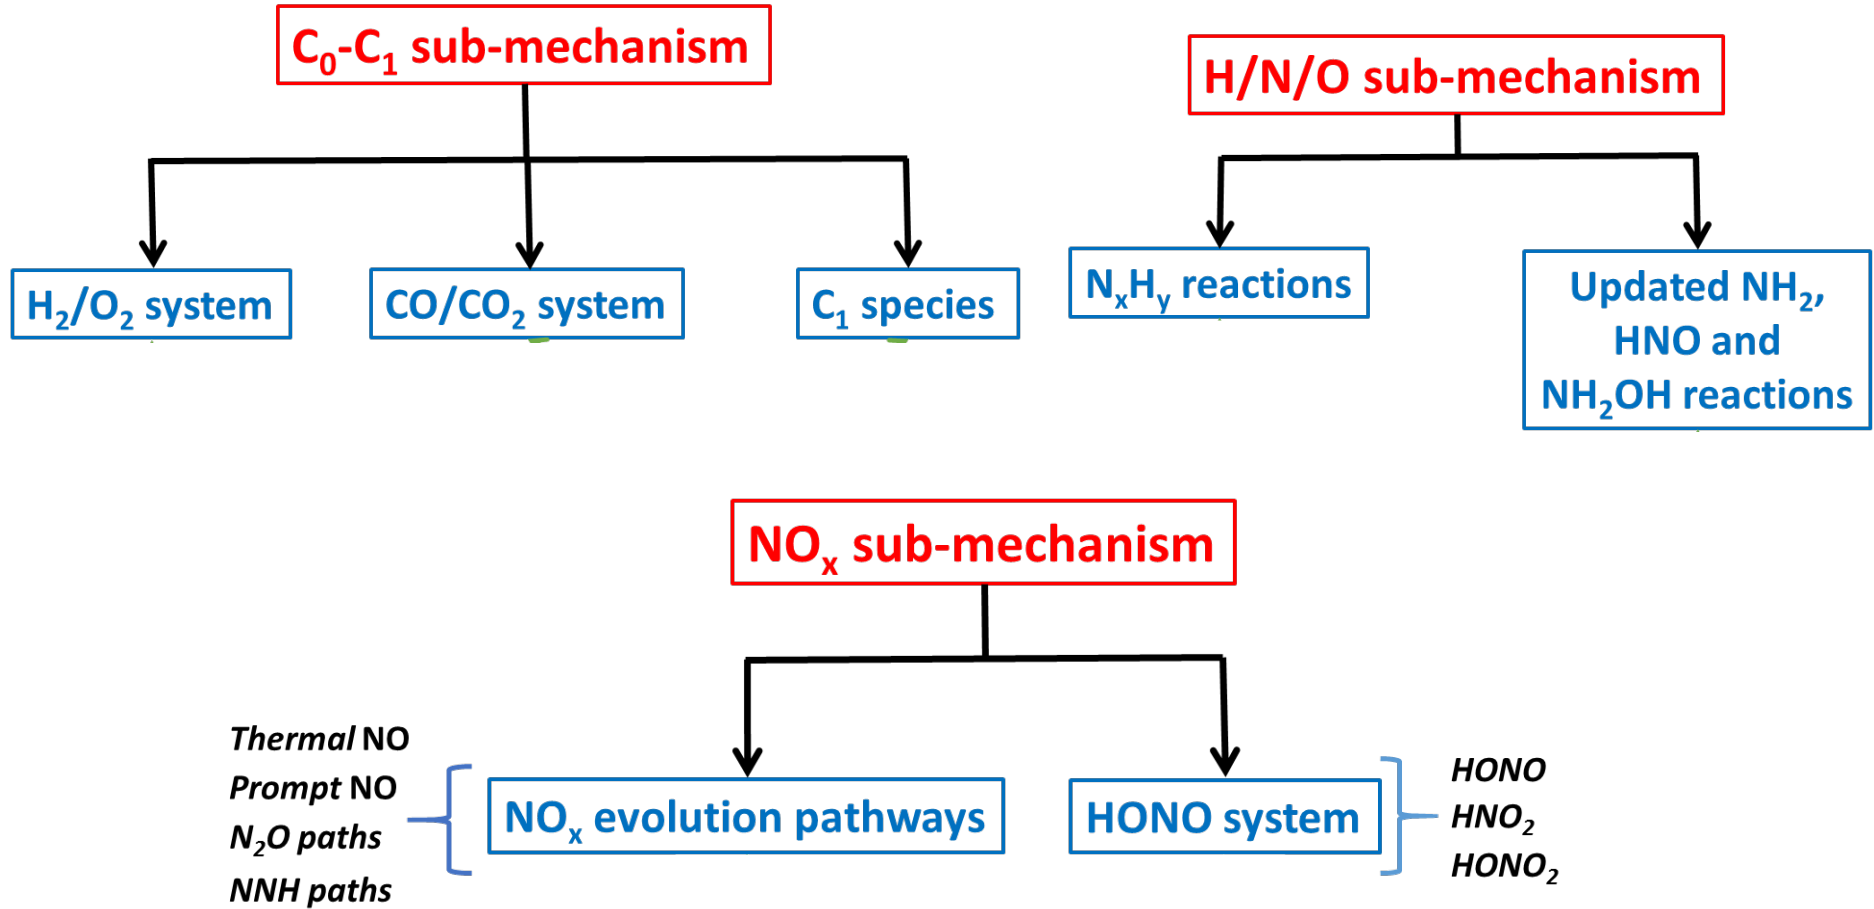 C₀-C₁ sub-mechanism
H/N/O sub-mechanism
H₂/O₂ system
CO/CO₂ system
C₁ species
NₓHᵧ reactions
Updated NH₂,
HNO and
NH₂OH reactions
NOₓ sub-mechanism
Thermal NO
Prompt NO
N₂O paths
NNH paths
NOₓ evolution pathways
HONO system
HONO
HNO₂
HONO₂